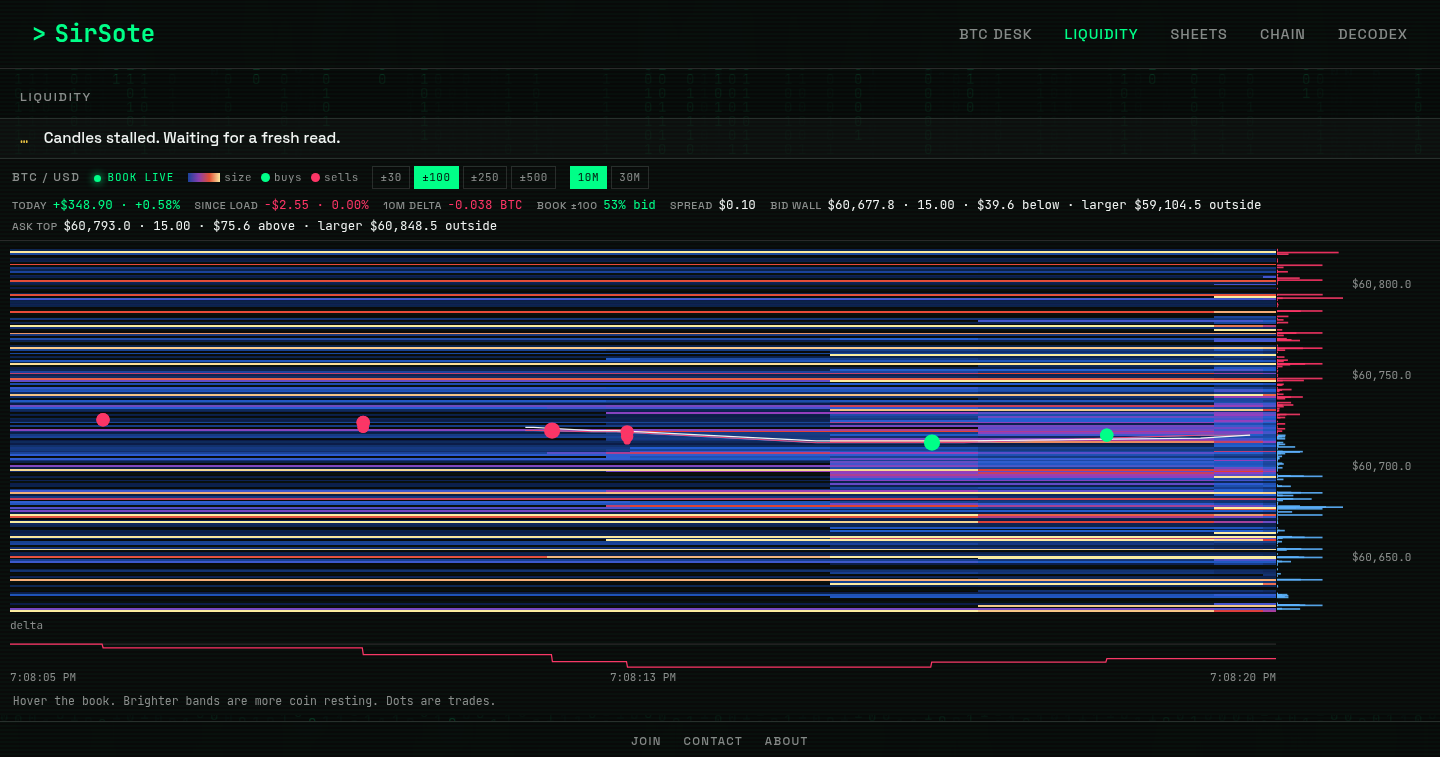 > SirSote
BTC DESK LIQUIDITY SHEETS CHAIN DECODEX
LIQUIDITY
… Candles stalled. Waiting for a fresh read.
BTC / USD BOOK LIVE size buys sells ±30 ±100 ±250 ±500 10M 30M
TODAY +$348.90 · +0.58% SINCE LOAD -$2.55 · 0.00% 10M DELTA -0.038 BTC BOOK ±100 53% bid SPREAD $0.10 BID WALL $60,677.8 · 15.00 · $39.6 below · larger $59,104.5 outside
ASK TOP $60,793.0 · 15.00 · $75.6 above · larger $60,848.5 outside
$60,800.0
$60,750.0
$60,700.0
$60,650.0
delta
7:08:05 PM 7:08:13 PM 7:08:20 PM
Hover the book. Brighter bands are more coin resting. Dots are trades.
JOIN CONTACT ABOUT